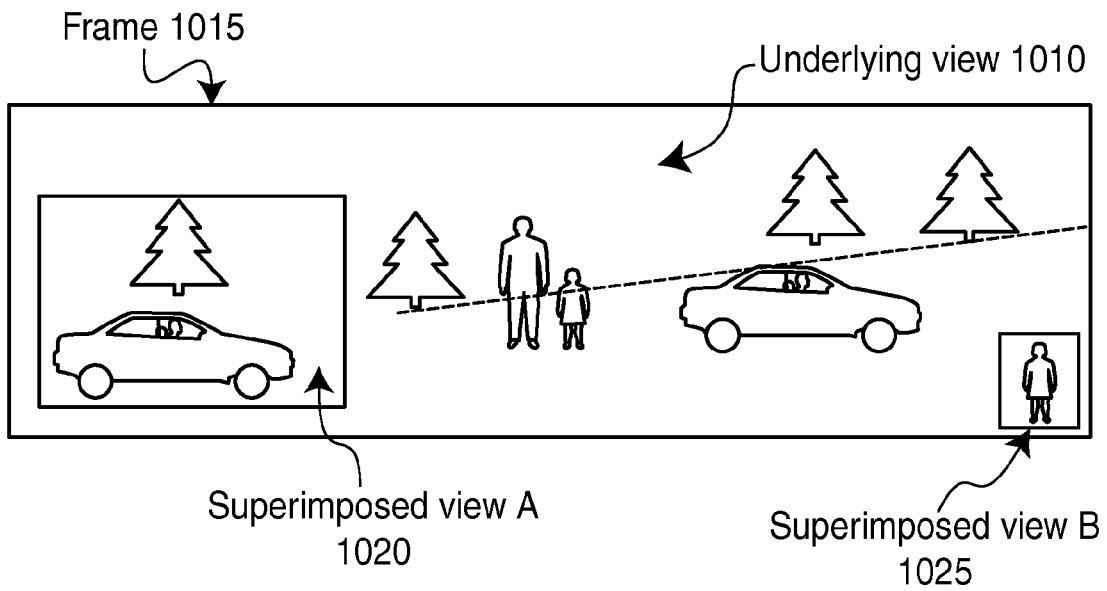 Frame 1015
Underlying view 1010
Superimposed view A
1020
Superimposed view B
1025